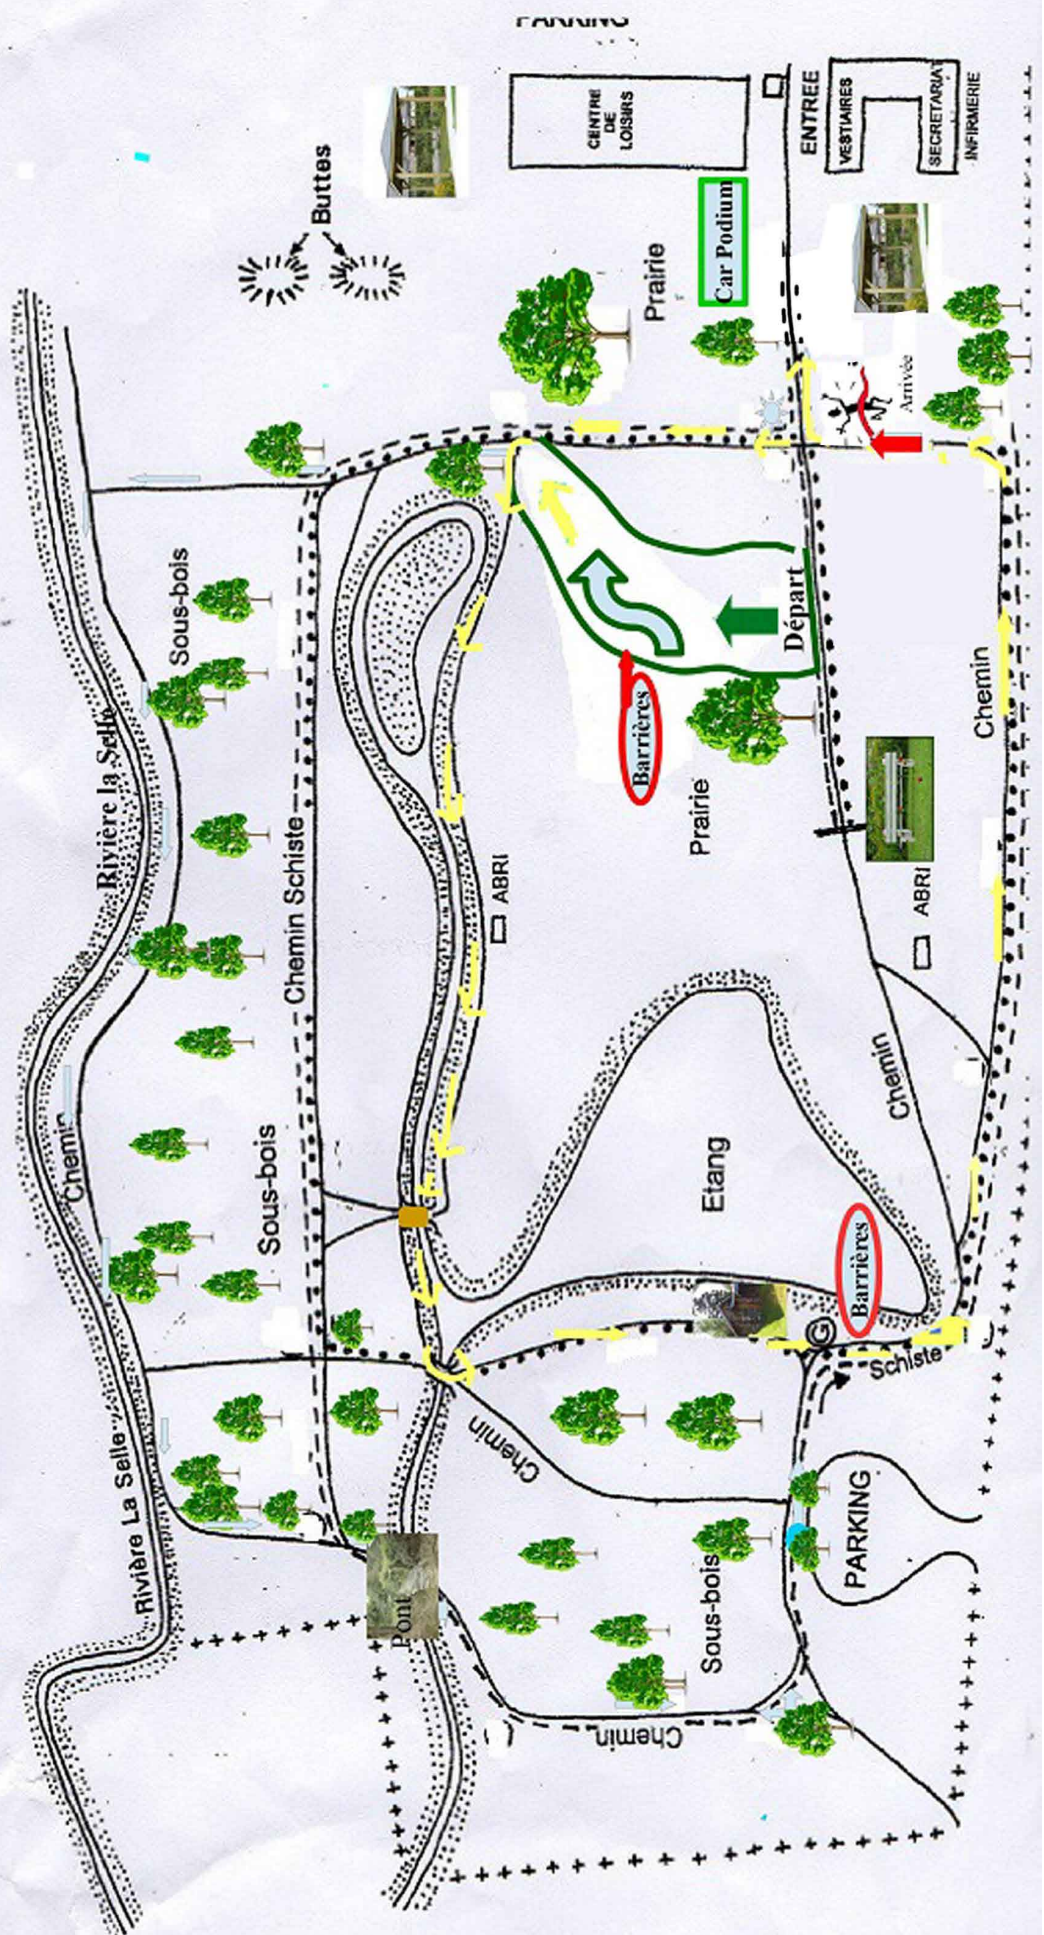 PARKING
CENTRE
DE
LOISIRS
ENTREE
VESTIAIRES
SECRETARIAT
INFIRMERIE
Buttes
Car Podium
Prairie
Arrivée
Départ
Barrières
Prairie
Sous-bois
Rivière la Selle
Chemin Schiste
ABRI
ABRI
Chemin
Chemin
Chemin
Sous-bois
Etang
Barrières
G
Schiste
Chemin
Rivière La Selle
PARKING
Pont
Sous-bois
Chemin